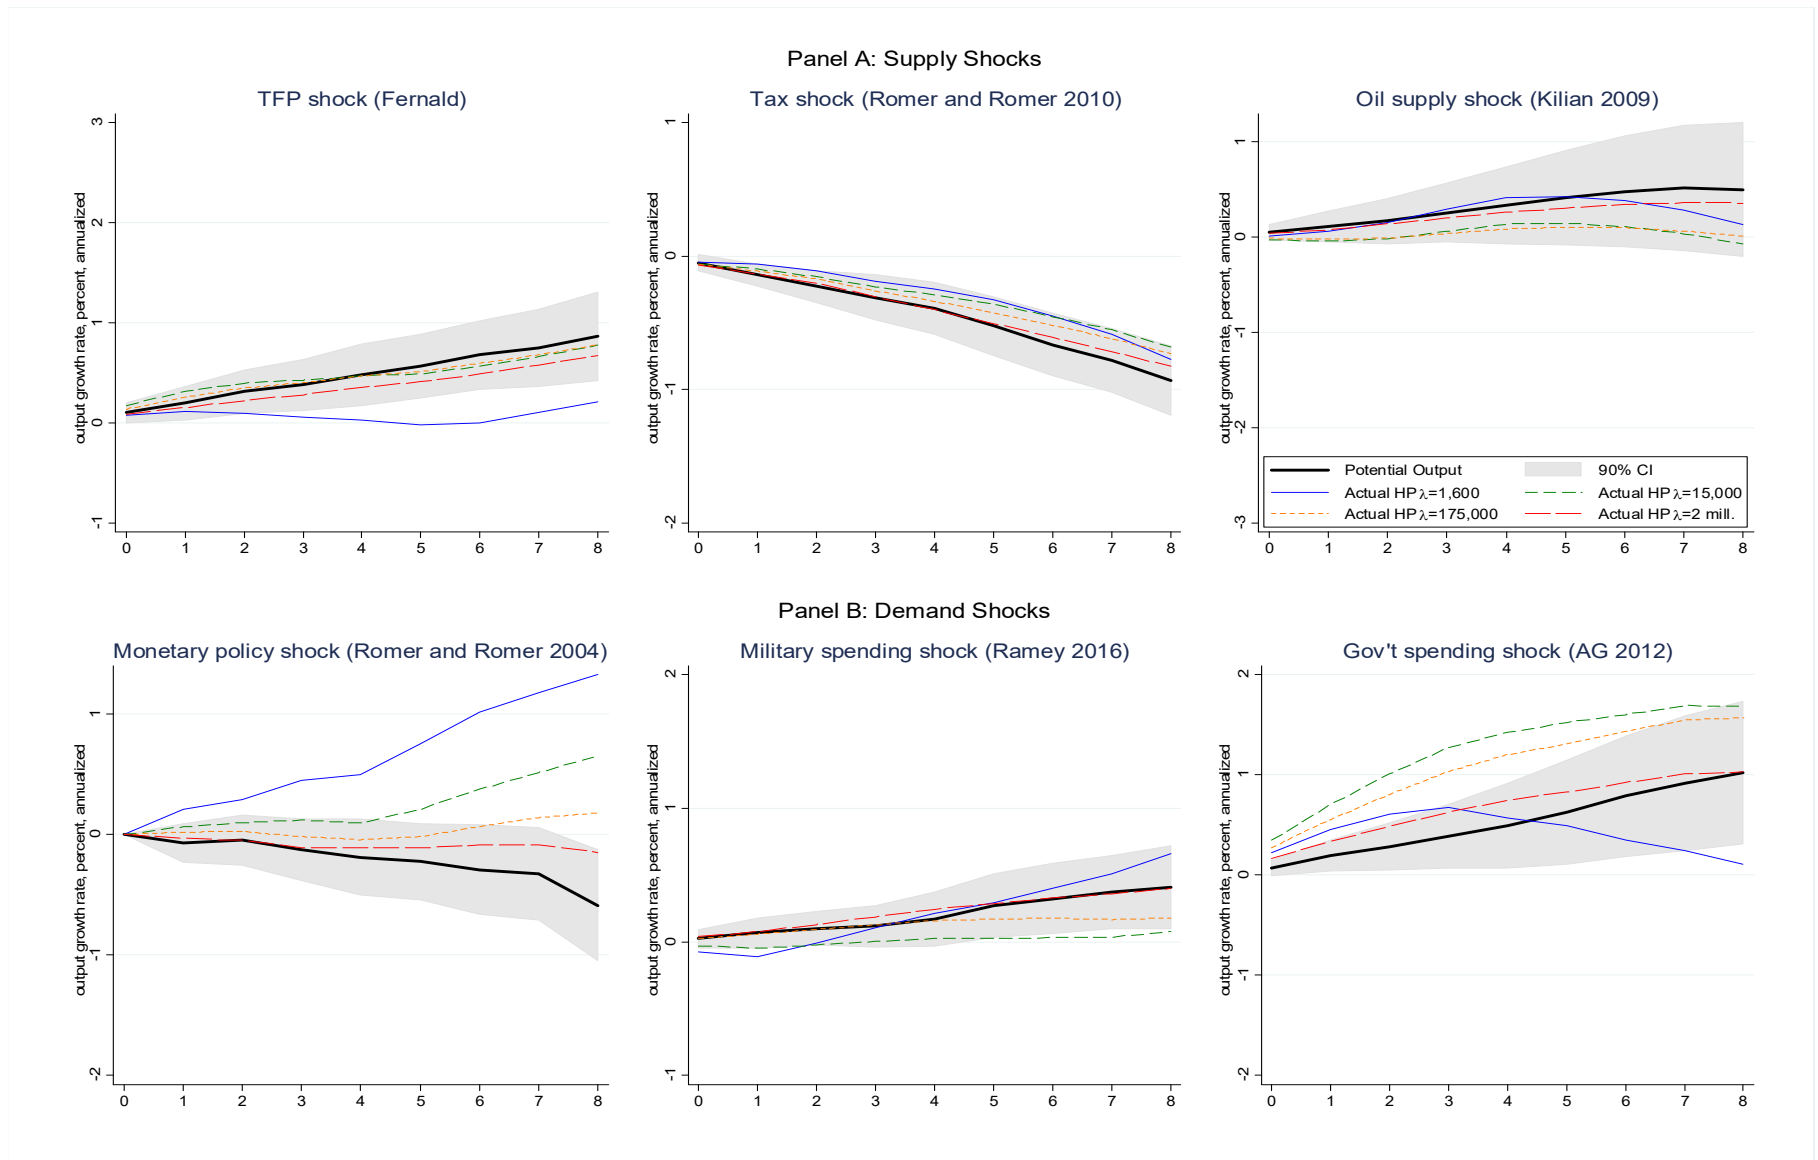 Panel A: Supply Shocks
TFP shock (Fernald)
output growth rate, percent, annualized
3
2
1
0
-1
0 1 2 3 4 5 6 7 8
Tax shock (Romer and Romer 2010)
output growth rate, percent, annualized
1
0
-1
-2
0 1 2 3 4 5 6 7 8
Oil supply shock (Kilian 2009)
output growth rate, percent, annualized
1
0
-1
-2
-3
Potential Output
90% CI
Actual HP λ=1,600
Actual HP λ=15,000
Actual HP λ=175,000
Actual HP λ=2 mill.
0 1 2 3 4 5 6 7 8
Panel B: Demand Shocks
Monetary policy shock (Romer and Romer 2004)
output growth rate, percent, annualized
1
0
-1
-2
0 1 2 3 4 5 6 7 8
Military spending shock (Ramey 2016)
output growth rate, percent, annualized
2
1
0
-1
0 1 2 3 4 5 6 7 8
Gov't spending shock (AG 2012)
output growth rate, percent, annualized
2
1
0
-1
-2
0 1 2 3 4 5 6 7 8